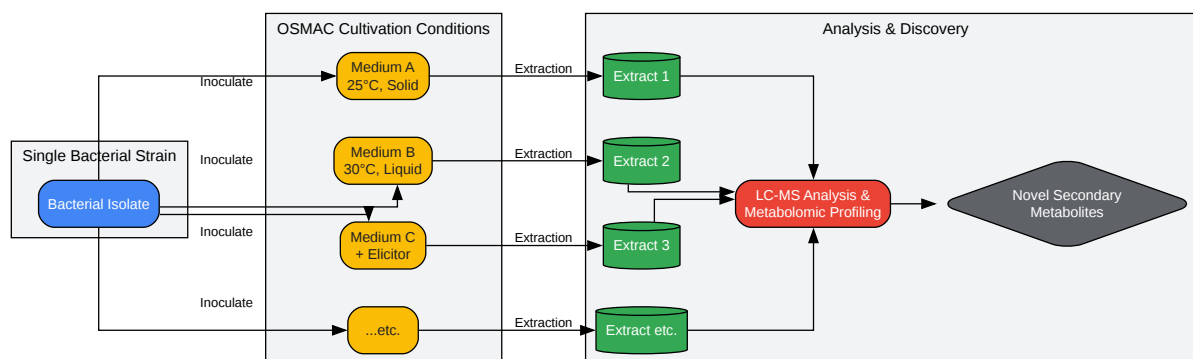 OSMAC Cultivation Conditions
Analysis & Discovery
Medium A
25°C, Solid
Extraction
Extract 1
Inoculate
Single Bacterial Strain
Bacterial Isolate
Inoculate
Medium B
30°C, Liquid
Extraction
Extract 2
LC-MS Analysis &
Metabolomic Profiling
Novel Secondary
Metabolites
Inoculate
Medium C
+ Elicitor
Extraction
Extract 3
Inoculate
...etc.
Extraction
Extract etc.